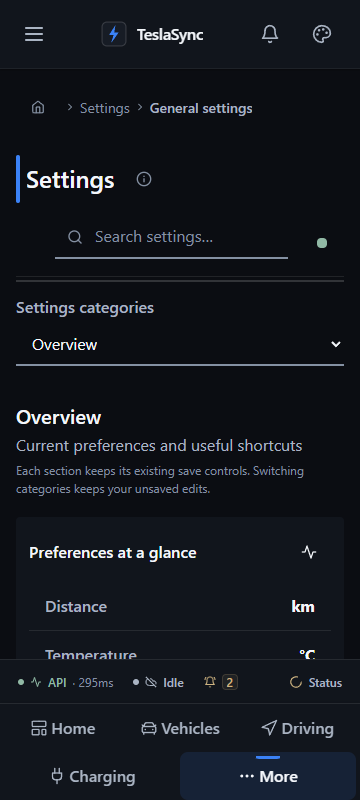 TeslaSync
Settings
General settings
Settings
Search settings...
Settings categories
Overview
Overview
Current preferences and useful shortcuts
Each section keeps its existing save controls. Switching
categories keeps your unsaved edits.
Preferences at a glance
Distance km
Temperature °C
API · 295ms Idle 2 Status
Home Vehicles Driving
Charging More